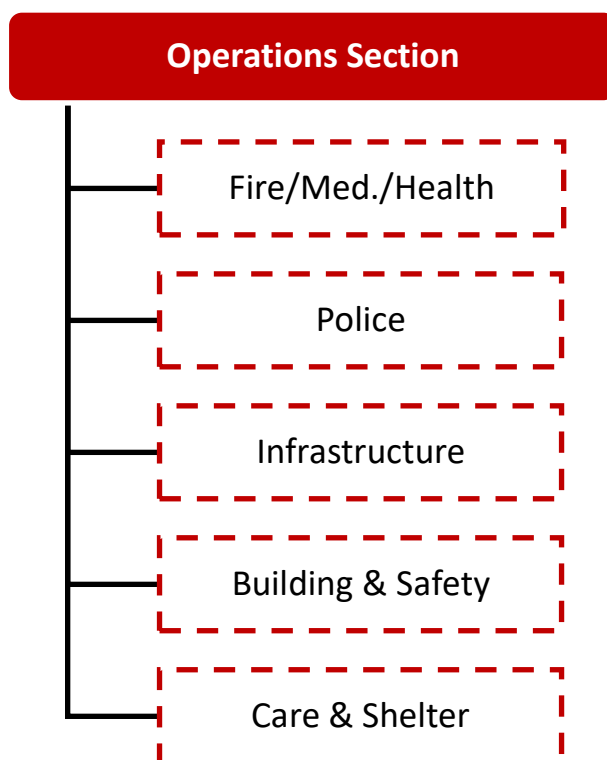 Operations Section
Fire/Med./Health
Police
Infrastructure
Building & Safety
Care & Shelter